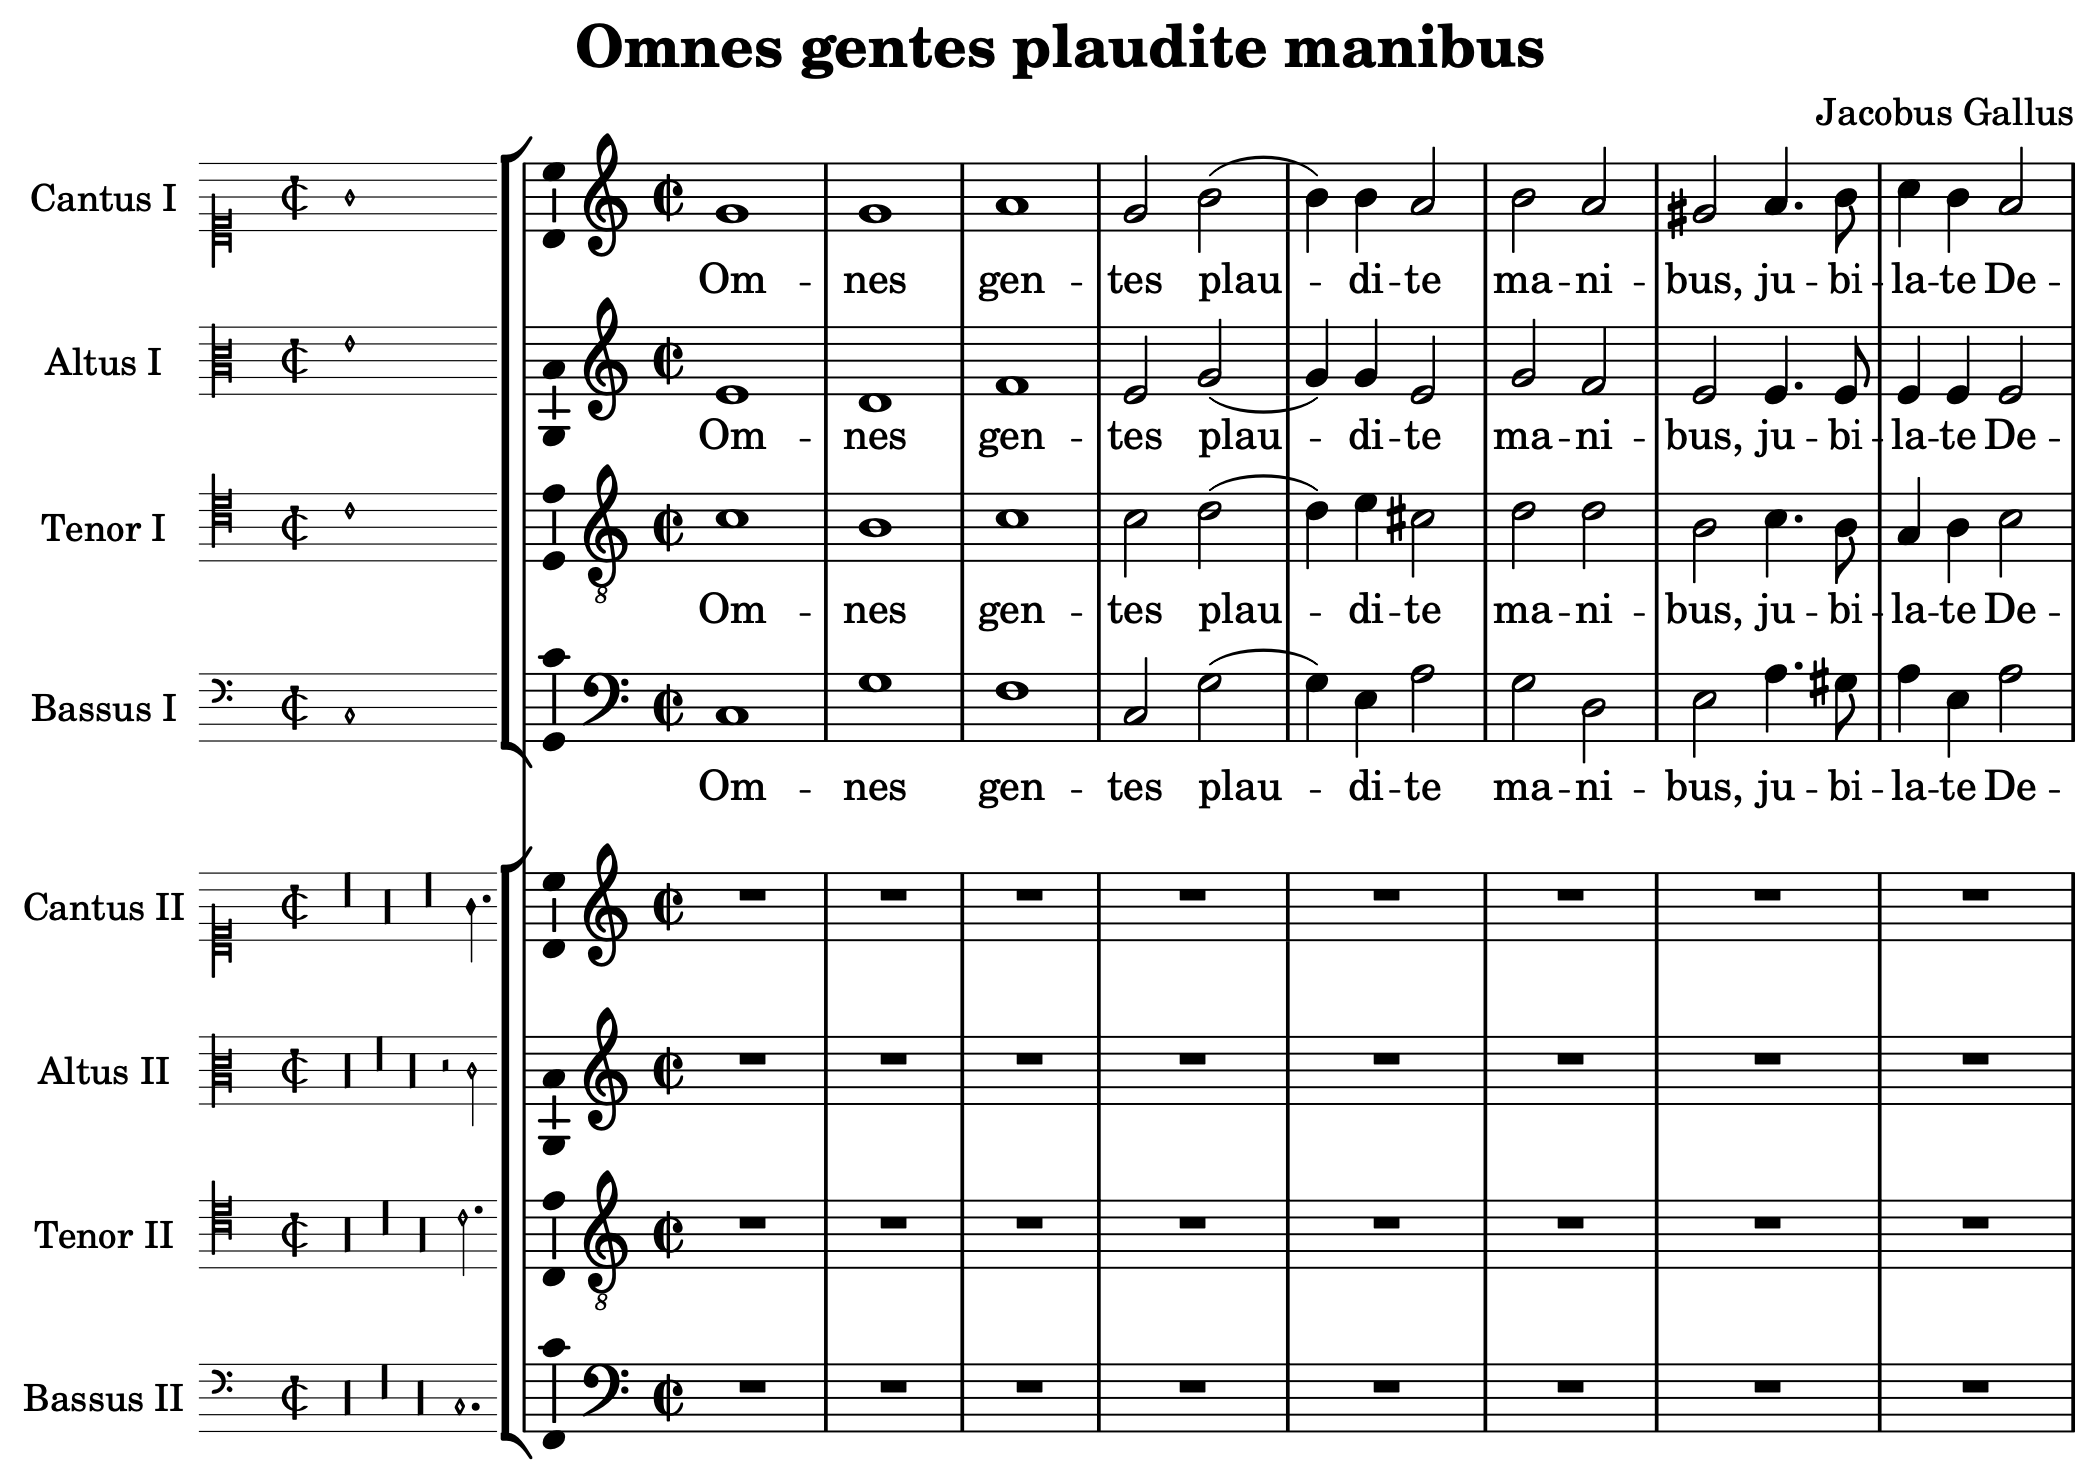 Omnes gentes plaudite manibus
Jacobus Gallus
Cantus I
Om - nes gen - tes plau - di - te ma - ni - bus, ju - bi - la - te De -
Altus I
Om - nes gen - tes plau - di - te ma - ni - bus, ju - bi - la - te De -
Tenor I
8
Om - nes gen - tes plau - di - te ma - ni - bus, ju - bi - la - te De -
Bassus I
Om - nes gen - tes plau - di - te ma - ni - bus, ju - bi - la - te De -
Cantus II
Altus II
Tenor II
8
Bassus II